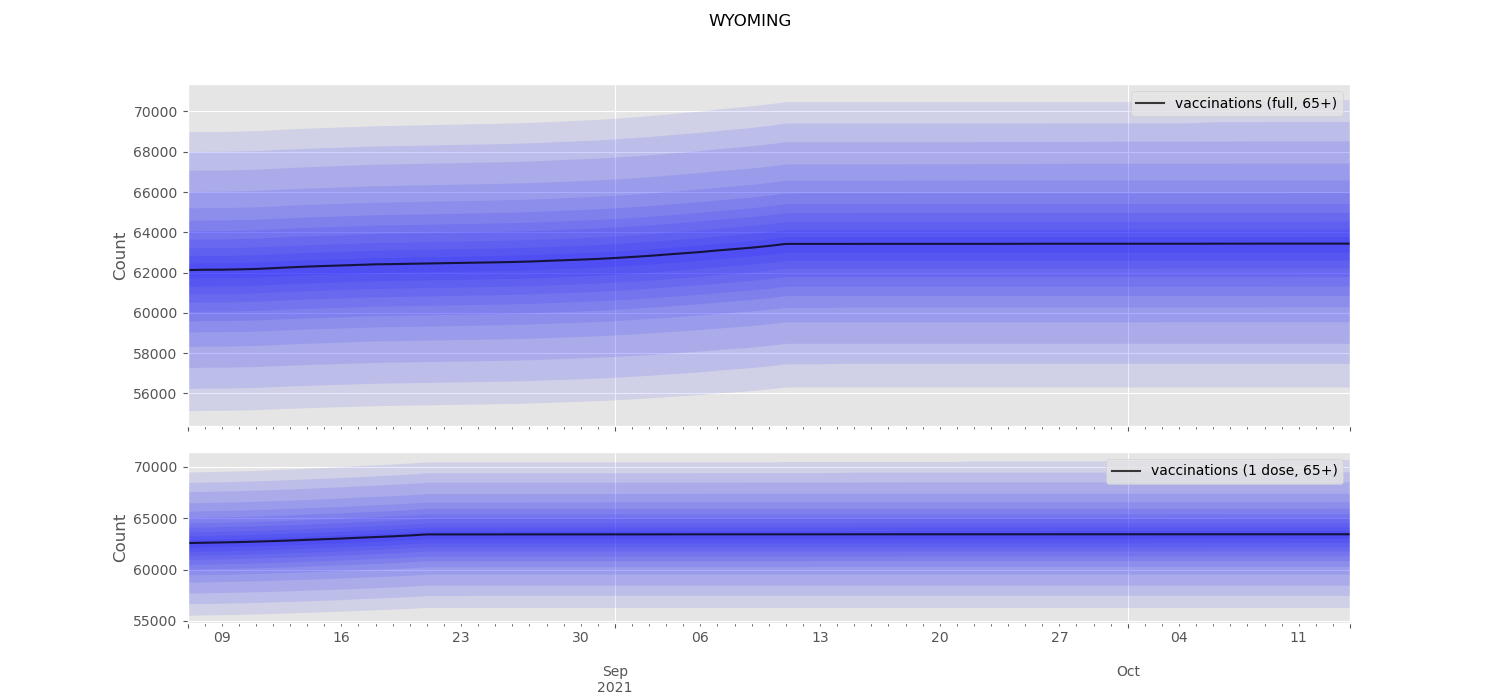 WYOMING
vaccinations (full, 65+)
70000
68000
66000
64000
62000
60000
58000
56000
Count
vaccinations (1 dose, 65+)
70000
65000
60000
55000
Count
09 16 23 30 06 13 20 27 04 11
Sep Oct
2021